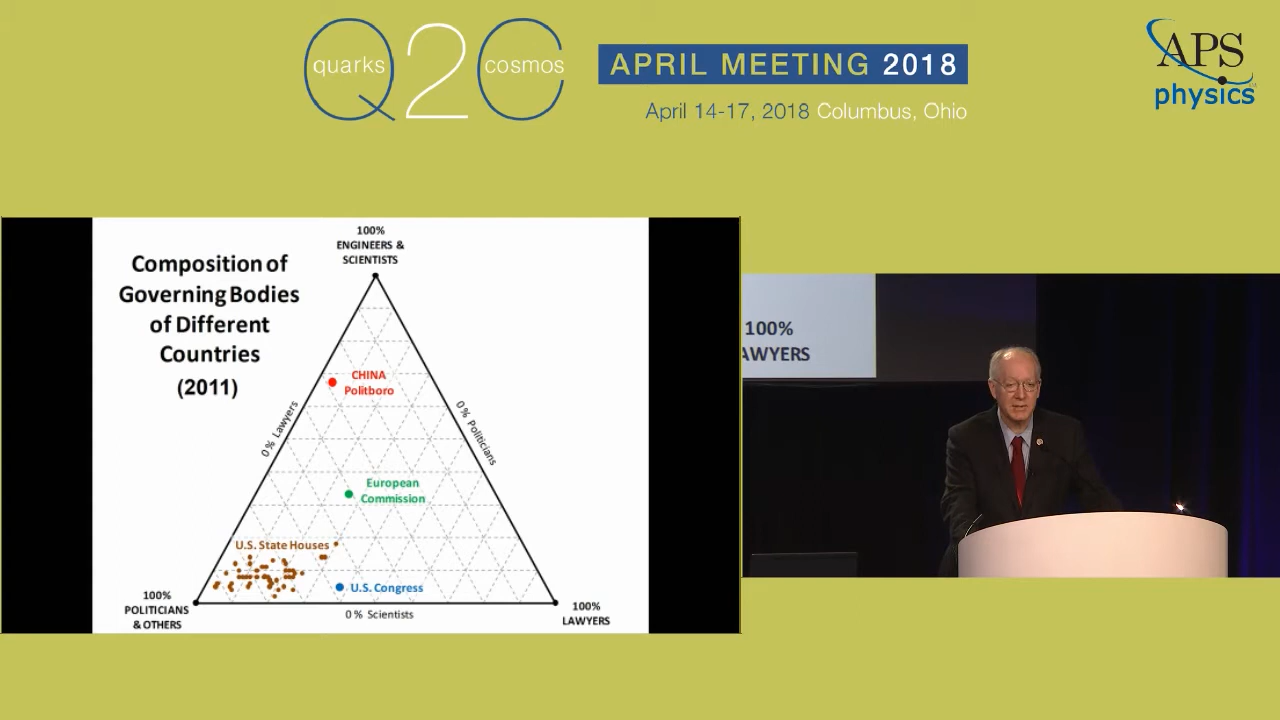 quarks Q2C cosmos
APRIL MEETING 2018
April 14-17, 2018 Columbus, Ohio
APS
physics
Composition of
Governing Bodies
of Different
Countries
(2011)
100%
ENGINEERS &
SCIENTISTS
CHINA
Politboro
0 % Lawyers
0 % Politicians
European
Commission
U.S. State Houses
U.S. Congress
100%
POLITICIANS
& OTHERS
0 % Scientists
100%
LAWYERS
100%
AWYERS